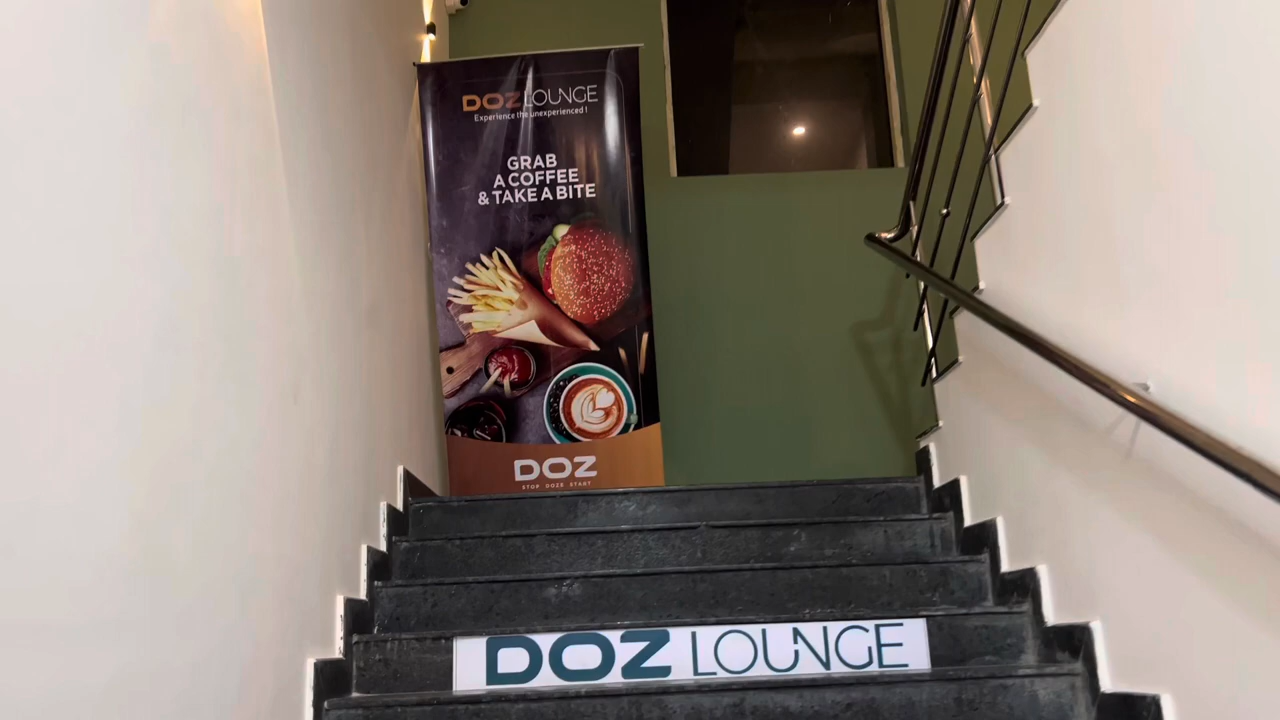 DOZ LOUNGE
Experience the unexperienced !
GRAB
A COFFEE
& TAKE A BITE
DOZ
STOP DOZE START
DOZ LOUNGE